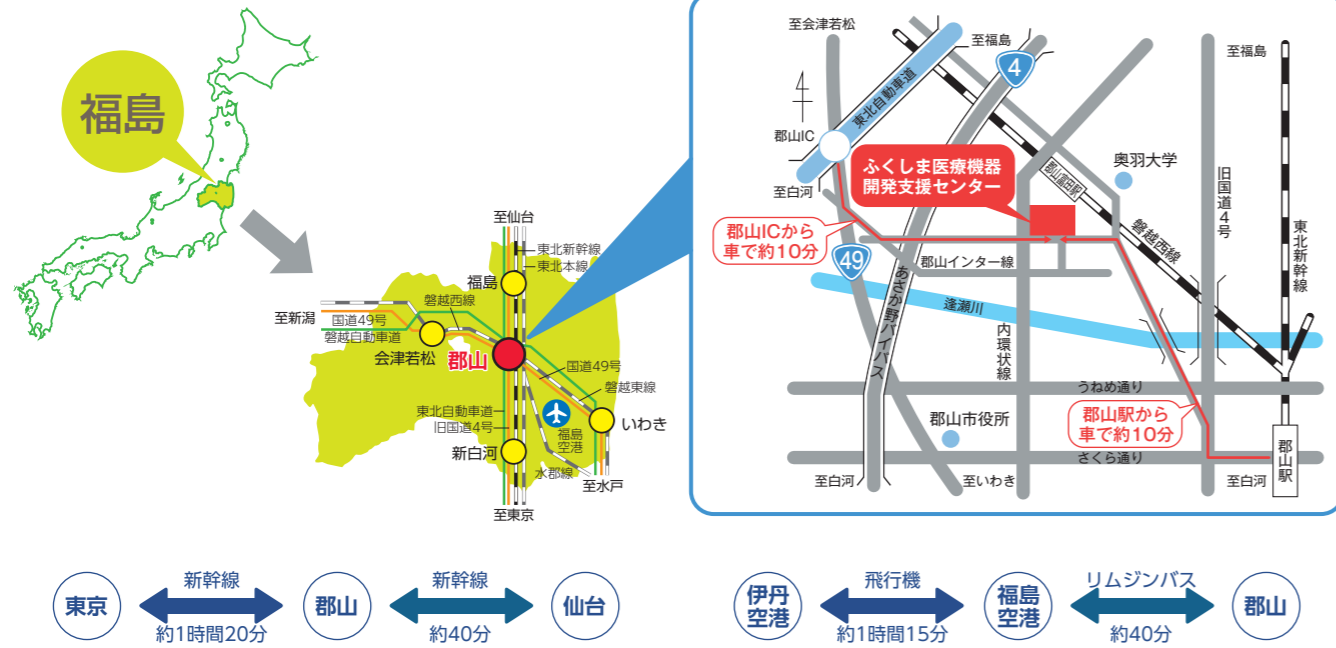 福島
至仙台
東北新幹線
東北本線
福島
磐越西線
至新潟
国道49号
磐越自動車道
会津若松
郡山
国道49号
磐越東線
東北自動車道
旧国道4号
福島
空港
いわき
新白河
水郡線
至水戸
至東京
至会津若松
至福島
4
至福島
東北自動車道
郡山IC
至白河
ふくしま医療機器
開発支援センター
郡山富田駅
奥羽大学
旧国道4号
東北新幹線
磐越西線
郡山ICから
車で約10分
49
郡山インター線
あさか野バイパス
逢瀬川
内環状線
うねめ通り
郡山市役所
郡山駅から
車で約10分
さくら通り
郡山駅
至白河
至いわき
至白河
東京
新幹線
約1時間20分
郡山
新幹線
約40分
仙台
伊丹
空港
飛行機
約1時間15分
福島
空港
リムジンバス
約40分
郡山